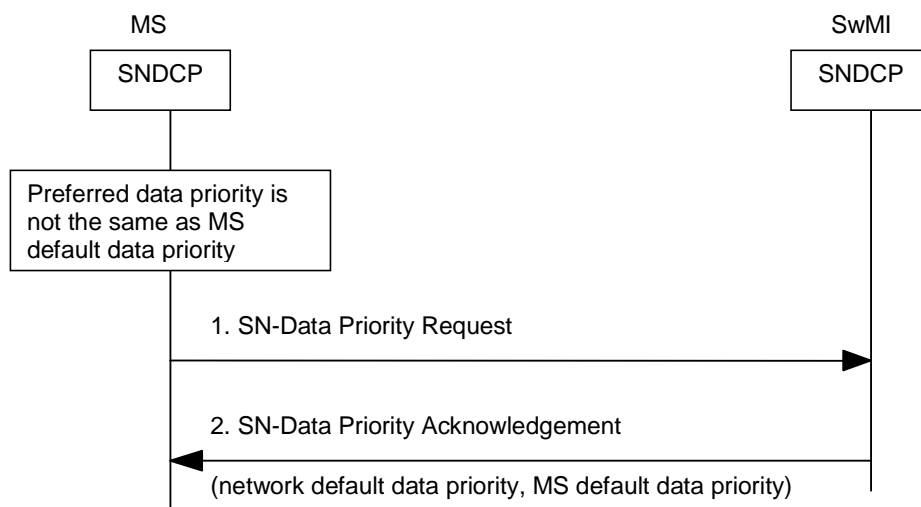 MS
SwMI
SNDCP
SNDCP
Preferred data priority is
not the same as MS
default data priority
1. SN-Data Priority Request
2. SN-Data Priority Acknowledgement
(network default data priority, MS default data priority)